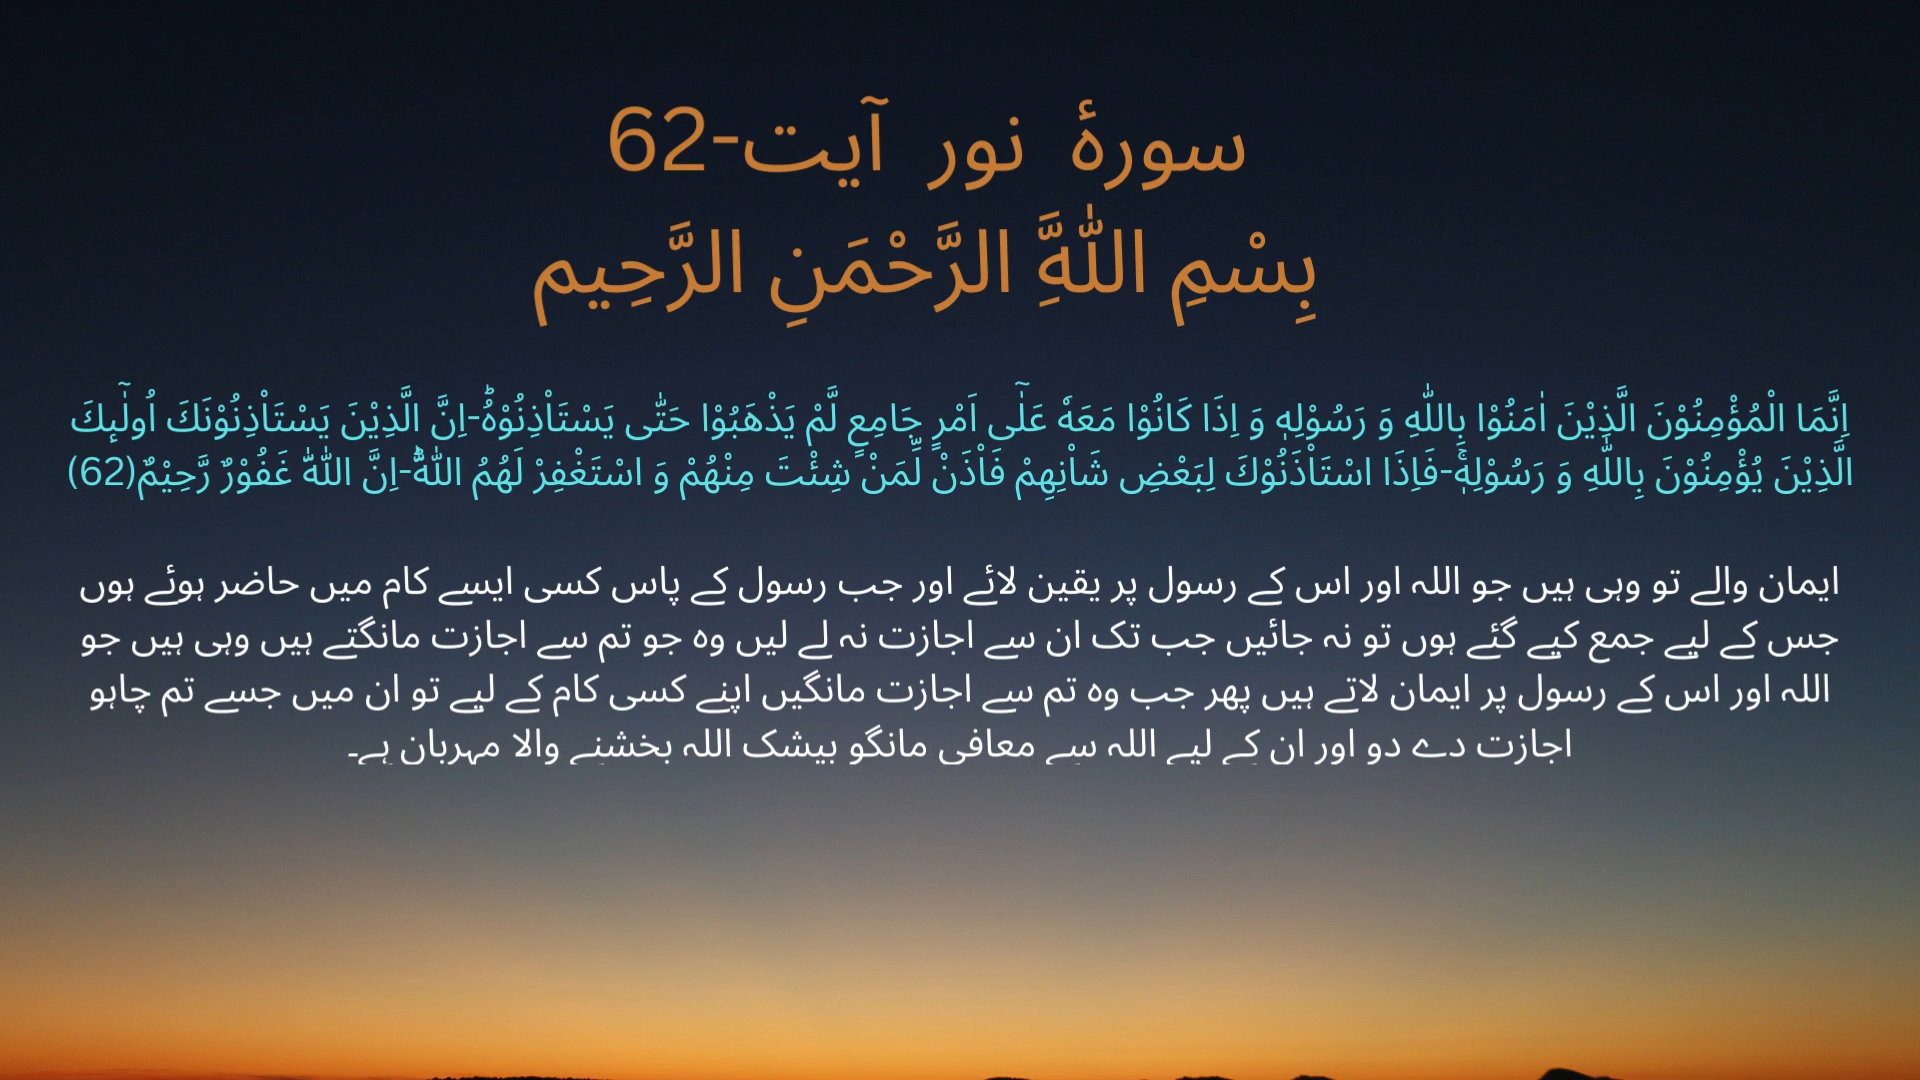 سورۂ نور آیت-62
بِسْمِ اللّٰهَِّ الرَّحْمَنِ الرَّحِيم
اِنَّمَا الْمُؤْمِنُوْنَ الَّذِیْنَ اٰمَنُوْا بِاللّٰهِ وَ رَسُوْلِهٖ وَ اِذَا كَانُوْا مَعَهٗ عَلٰۤى اَمْرٍ جَامِعٍ لَّمْ یَذْهَبُوْا حَتّٰى یَسْتَاْذِنُوْهُؕ-اِنَّ الَّذِیْنَ یَسْتَاْذِنُوْنَكَ اُولٰٓىٕكَ
الَّذِیْنَ یُؤْمِنُوْنَ بِاللّٰهِ وَ رَسُوْلِهٖۚ-فَاِذَا اسْتَاْذَنُوْكَ لِبَعْضِ شَاْنِهِمْ فَاْذَنْ لِّمَنْ شِئْتَ مِنْهُمْ وَ اسْتَغْفِرْ لَهُمُ اللّٰهَؕ-اِنَّ اللّٰهَ غَفُوْرٌ رَّحِیْمٌ(62)
ایمان والے تو وہی ہیں جو اللہ اور اس کے رسول پر یقین لائے اور جب رسول کے پاس کسی ایسے کام میں حاضر ہوئے ہوں
جس کے لیے جمع کیے گئے ہوں تو نہ جائیں جب تک ان سے اجازت نہ لے لیں وہ جو تم سے اجازت مانگتے ہیں وہی ہیں جو
اللہ اور اس کے رسول پر ایمان لاتے ہیں پھر جب وہ تم سے اجازت مانگیں اپنے کسی کام کے لیے تو ان میں جسے تم چاہو
اجازت دے دو اور ان کے لیے اللہ سے معافی مانگو بیشک اللہ بخشنے والا مہربان ہے۔